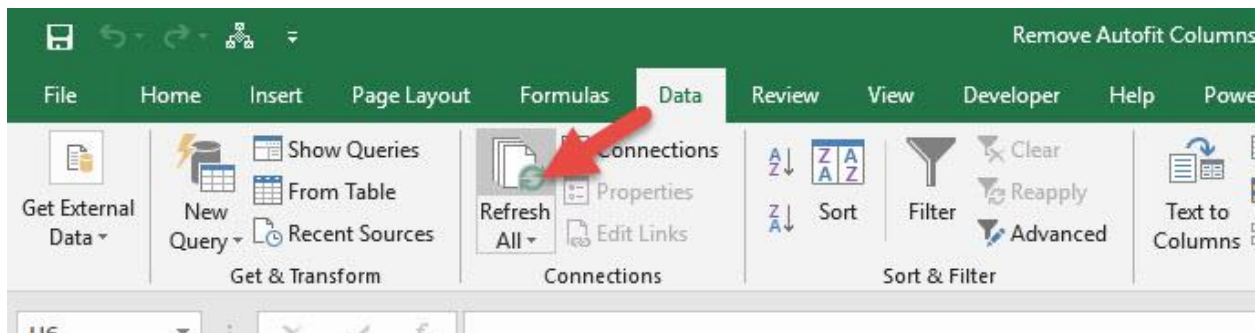 Remove Autofit Columns
File Home Insert Page Layout Formulas Data Review View Developer Help Powe
Show Queries
Connections
Clear
From Table
Properties
Reapply
Get External
Data
New
Query
Recent Sources
Refresh
All
Edit Links
Sort
Filter
Advanced
Text to
Columns
Get & Transform
Connections
Sort & Filter